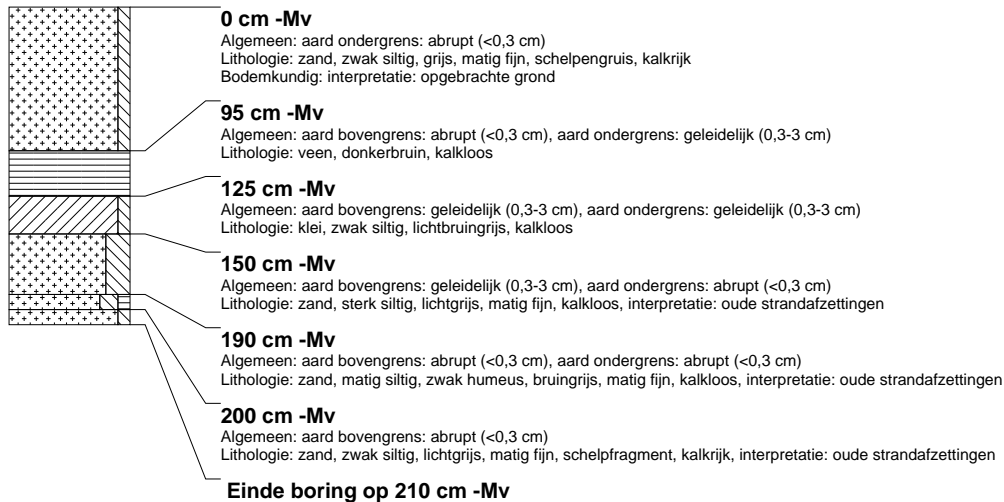 0 cm -Mv
Algemeen: aard ondergrens: abrupt (<0,3 cm)
Lithologie: zand, zwak siltig, grijs, matig fijn, schelpengruis, kalkrijk
Bodemkundig: interpretatie: opgebrachte grond
95 cm -Mv
Algemeen: aard bovengrens: abrupt (<0,3 cm), aard ondergrens: geleidelijk (0,3-3 cm)
Lithologie: veen, donkerbruin, kalkloos
125 cm -Mv
Algemeen: aard bovengrens: geleidelijk (0,3-3 cm), aard ondergrens: geleidelijk (0,3-3 cm)
Lithologie: klei, zwak siltig, lichtbruingrijs, kalkloos
150 cm -Mv
Algemeen: aard bovengrens: geleidelijk (0,3-3 cm), aard ondergrens: abrupt (<0,3 cm)
Lithologie: zand, sterk siltig, lichtgrijs, matig fijn, kalkloos, interpretatie: oude strandafzettingen
190 cm -Mv
Algemeen: aard bovengrens: abrupt (<0,3 cm), aard ondergrens: abrupt (<0,3 cm)
Lithologie: zand, matig siltig, zwak humeus, bruingrijs, matig fijn, kalkloos, interpretatie: oude strandafzettingen
200 cm -Mv
Algemeen: aard bovengrens: abrupt (<0,3 cm)
Lithologie: zand, zwak siltig, lichtgrijs, matig fijn, schelpfragment, kalkrijk, interpretatie: oude strandafzettingen
Einde boring op 210 cm -Mv